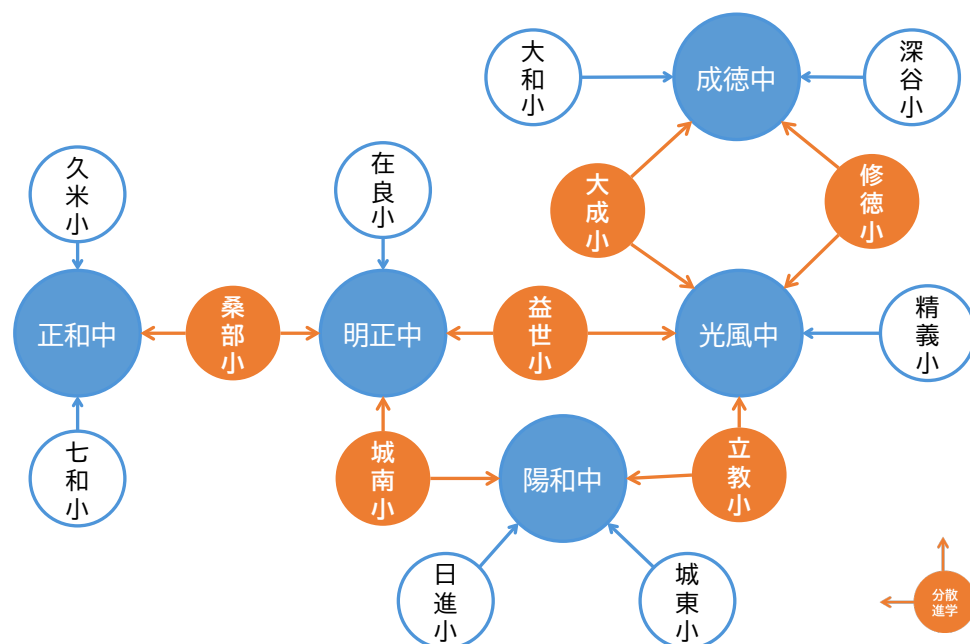 大和小
成徳中
深谷小
久米小
在良小
大成小
修徳小
正和中
桑部小
明正中
益世小
光風中
精義小
七和小
城南小
陽和中
立教小
日進小
城東小
分散
進学